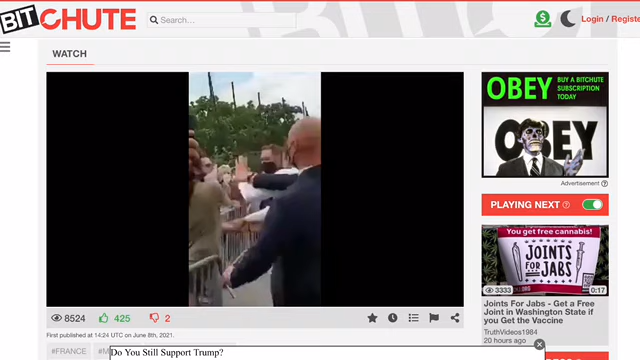 BITCHUTE
Search...
Login / Registe
WATCH
OBEY BUY A BITCHUTE SUBSCRIPTION TODAY
OBEY
Advertisement
PLAYING NEXT
You get free cannabis!
JOINTS
FOR
JABS
3333
0:17
Joints For Jabs - Get a Free
Joint in Washington State if
you Get the Vaccine
TruthVideos1984
20 hours ago
8524
425
2
First published at 14:24 UTC on June 8th, 2021.
#FRANCE
#M
Do You Still Support Trump?